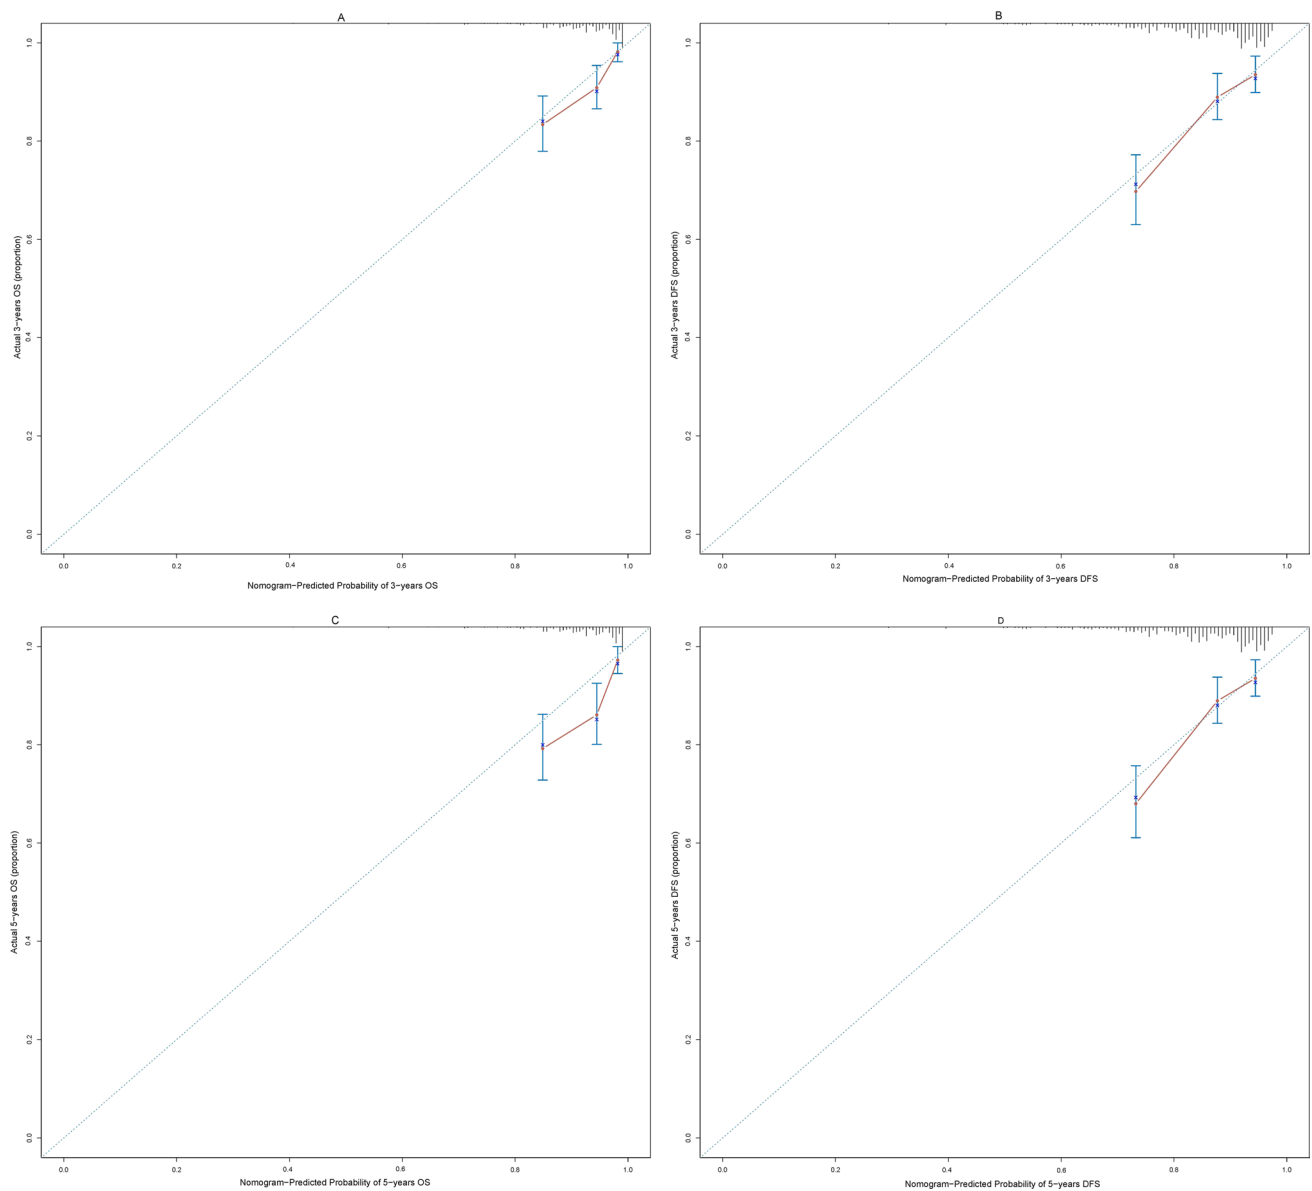 A
1.0
0.8
0.6
0.4
0.2
0.0
Actual 3−years OS (proportion)
0.0 0.2 0.4 0.6 0.8 1.0
Nomogram−Predicted Probability of 3−years OS
B
1.0
0.8
0.6
0.4
0.2
0.0
Actual 3−years DFS (proportion)
0.0 0.2 0.4 0.6 0.8 1.0
Nomogram−Predicted Probability of 3−years DFS
C
1.0
0.8
0.6
0.4
0.2
0.0
Actual 5−years OS (proportion)
0.0 0.2 0.4 0.6 0.8 1.0
Nomogram−Predicted Probability of 5−years OS
D
1.0
0.8
0.6
0.4
0.2
0.0
Actual 5−years DFS (proportion)
0.0 0.2 0.4 0.6 0.8 1.0
Nomogram−Predicted Probability of 5−years DFS